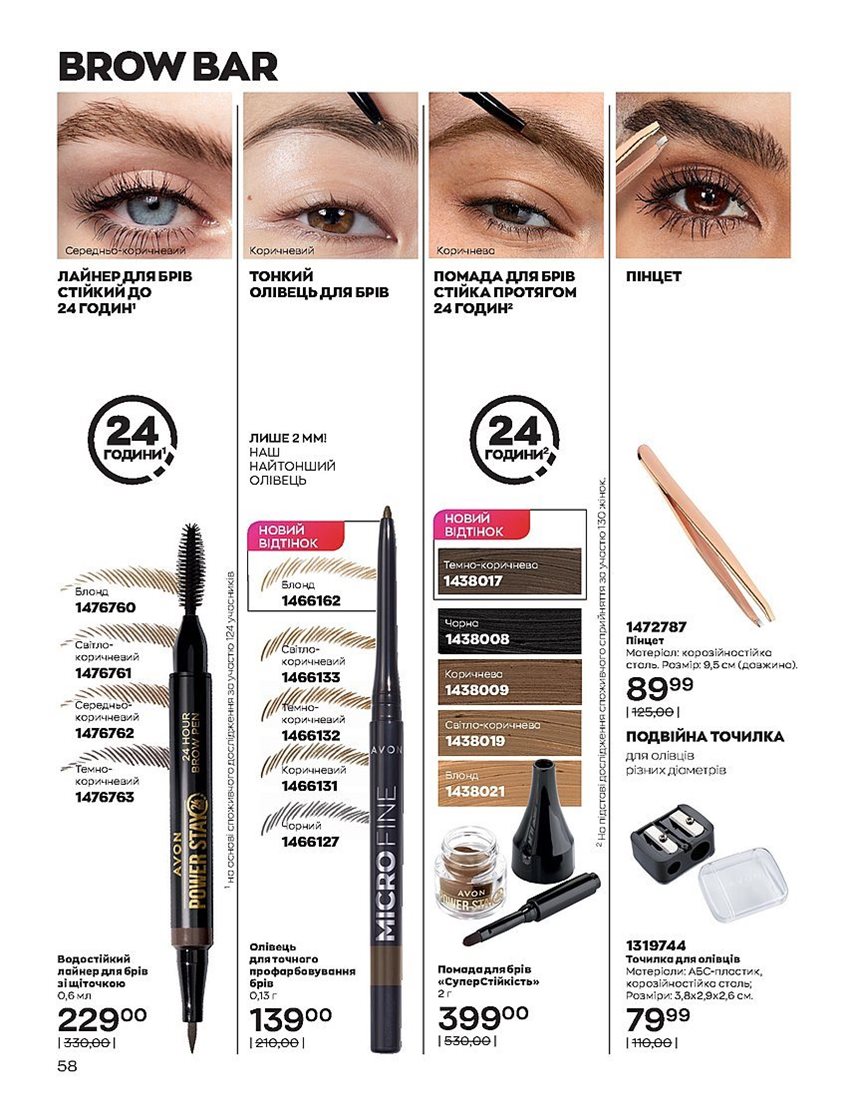 BROW BAR
Середньо-коричневий
ЛАЙНЕР ДЛЯ БРІВ
СТІЙКИЙ ДО
24 ГОДИН¹
24
ГОДИНИ¹
Блонд
1476760
Світло-
коричневий
1476761
Середньо-
коричневий
1476762
Темно-
коричневий
1476763
24 HOUR
BROW PEN
AVON
POWER STAY 24
¹ на основі споживчого дослідження за участю 124 учасників
Водостійкий
лайнер для брів
зі щіточкою
0,6 мл
229⁰⁰
|330,00|
Коричневий
ТОНКИЙ
ОЛІВЕЦЬ ДЛЯ БРІВ
ЛИШЕ 2 ММ!
НАШ
НАЙТОНШИЙ
ОЛІВЕЦЬ
НОВИЙ
ВІДТІНОК
Блонд
1466162
Світло-
коричневий
1466133
Темно-
коричневий
1466132
Коричневий
1466131
Чорний
1466127
AVON
MICROFINE
Олівець
для точного
профарбовування
брів
0,13 г
139⁰⁰
|210,00|
Коричнева
ПОМАДА ДЛЯ БРІВ
СТІЙКА ПРОТЯГОМ
24 ГОДИН²
24
ГОДИНИ²
НОВИЙ
ВІДТІНОК
Темно-коричнева
1438017
Чорна
1438008
Коричнева
1438009
Світло-коричнева
1438019
Блонд
1438021
² На підставі дослідження споживчого сприйняття за участю 130 жінок.
AVON
POWER STAY
Помада для брів
«СуперСтійкість»
2 г
399⁰⁰
|530,00|
ПІНЦЕТ
1472787
Пінцет
Матеріал: корозійностійка
сталь. Розмір: 9,5 см (довжина).
89⁹⁹
|125,00|
ПОДВІЙНА ТОЧИЛКА
для олівців
різних діаметрів
1319744
Точилка для олівців
Матеріали: АБС-пластик,
корозійностійка сталь;
Розміри: 3,8х2,9х2,6 см.
79⁹⁹
|110,00|
58